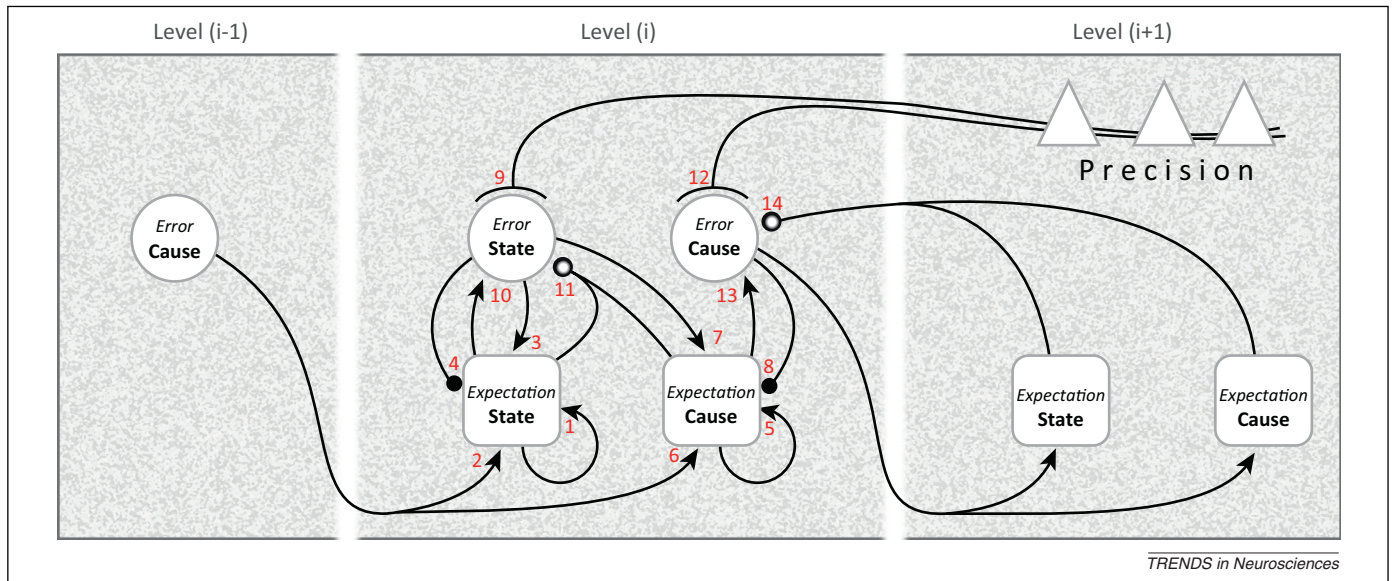 Level (i-1)
Level (i)
Level (i+1)
9
12
14
Precision
Error
Cause
Error
State
Error
Cause
10
11
13
3
7
4
8
Expectation
State
1
2
Expectation
Cause
5
6
Expectation
State
Expectation
Cause
TRENDS in Neurosciences